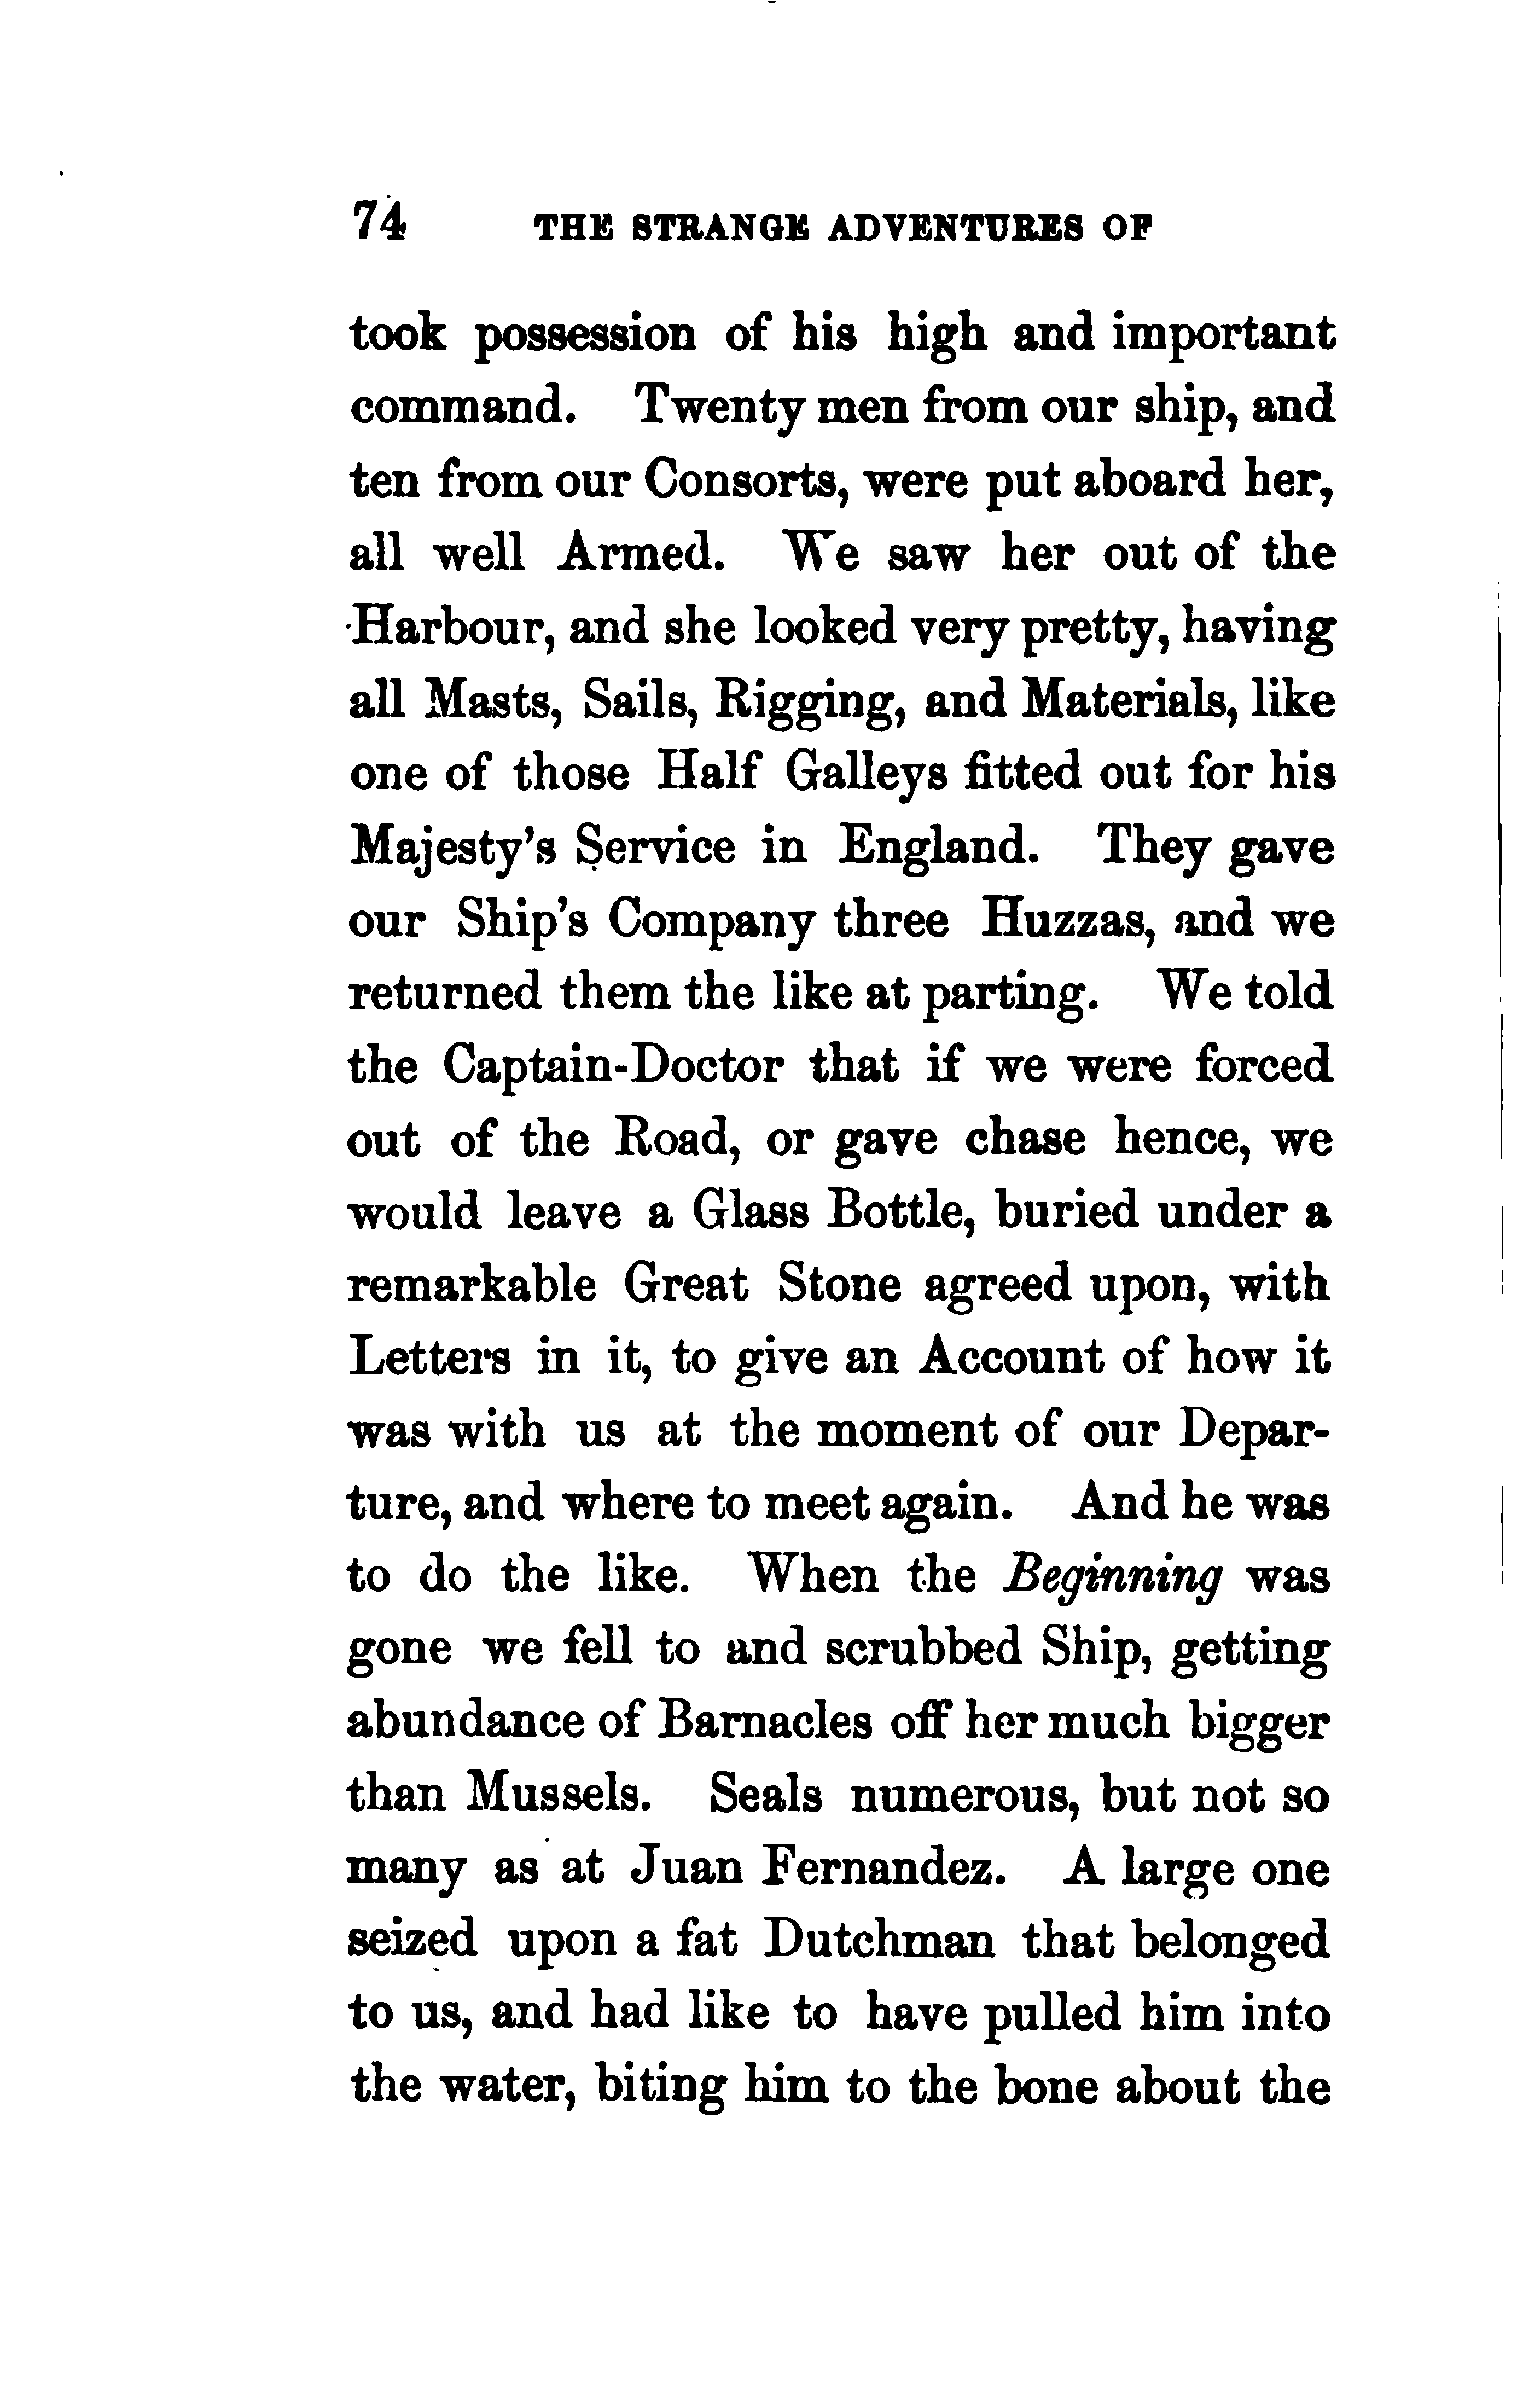 74 THE STRANGE ADVENTURES OF
took possession of his high and important
command. Twenty men from our ship, and
ten from our Consorts, were put aboard her,
all well Armed. We saw her out of the
Harbour, and she looked very pretty, having
all Masts, Sails, Rigging, and Materials, like
one of those Half Galleys fitted out for his
Majesty's Service in England. They gave
our Ship's Company three Huzzas, and we
returned them the like at parting. We told
the Captain-Doctor that if we were forced
out of the Road, or gave chase hence, we
would leave a Glass Bottle, buried under a
remarkable Great Stone agreed upon, with
Letters in it, to give an Account of how it
was with us at the moment of our Depar-
ture, and where to meet again. And he was
to do the like. When the Beginning was
gone we fell to and scrubbed Ship, getting
abundance of Barnacles off her much bigger
than Mussels. Seals numerous, but not so
many as at Juan Fernandez. A large one
seized upon a fat Dutchman that belonged
to us, and had like to have pulled him into
the water, biting him to the bone about the